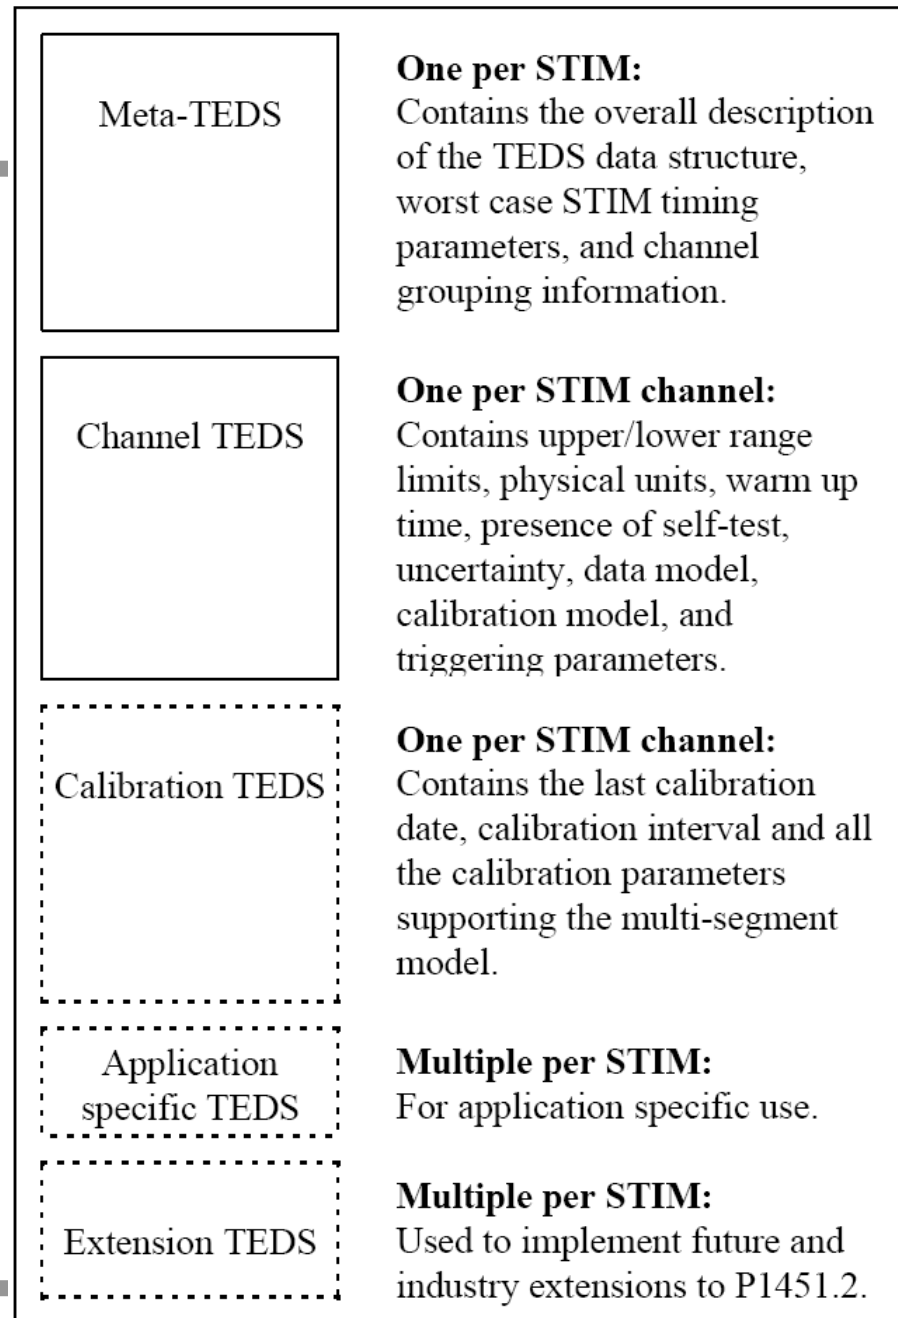 Meta-TEDS
One per STIM:
Contains the overall description
of the TEDS data structure,
worst case STIM timing
parameters, and channel
grouping information.
Channel TEDS
One per STIM channel:
Contains upper/lower range
limits, physical units, warm up
time, presence of self-test,
uncertainty, data model,
calibration model, and
triggering parameters.
Calibration TEDS
One per STIM channel:
Contains the last calibration
date, calibration interval and all
the calibration parameters
supporting the multi-segment
model.
Application
specific TEDS
Multiple per STIM:
For application specific use.
Extension TEDS
Multiple per STIM:
Used to implement future and
industry extensions to P1451.2.